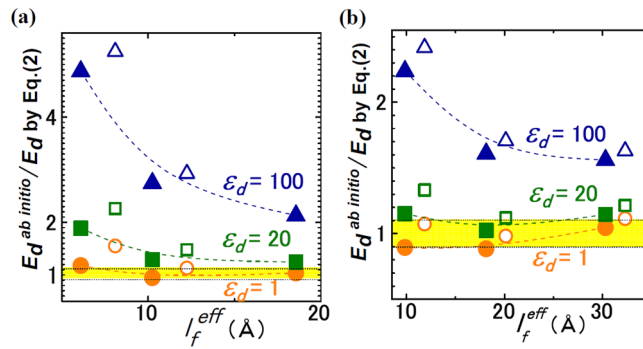 (a)
E_d^{ab initio}/E_d by Eq.(2)
4
2
1
ε_d = 100
ε_d = 20
ε_d = 1
10
20
l_f^{eff} (Å)
(b)
E_d^{ab initio}/E_d by Eq.(2)
2
1
ε_d = 100
ε_d = 20
ε_d = 1
10
20
30
l_f^{eff} (Å)